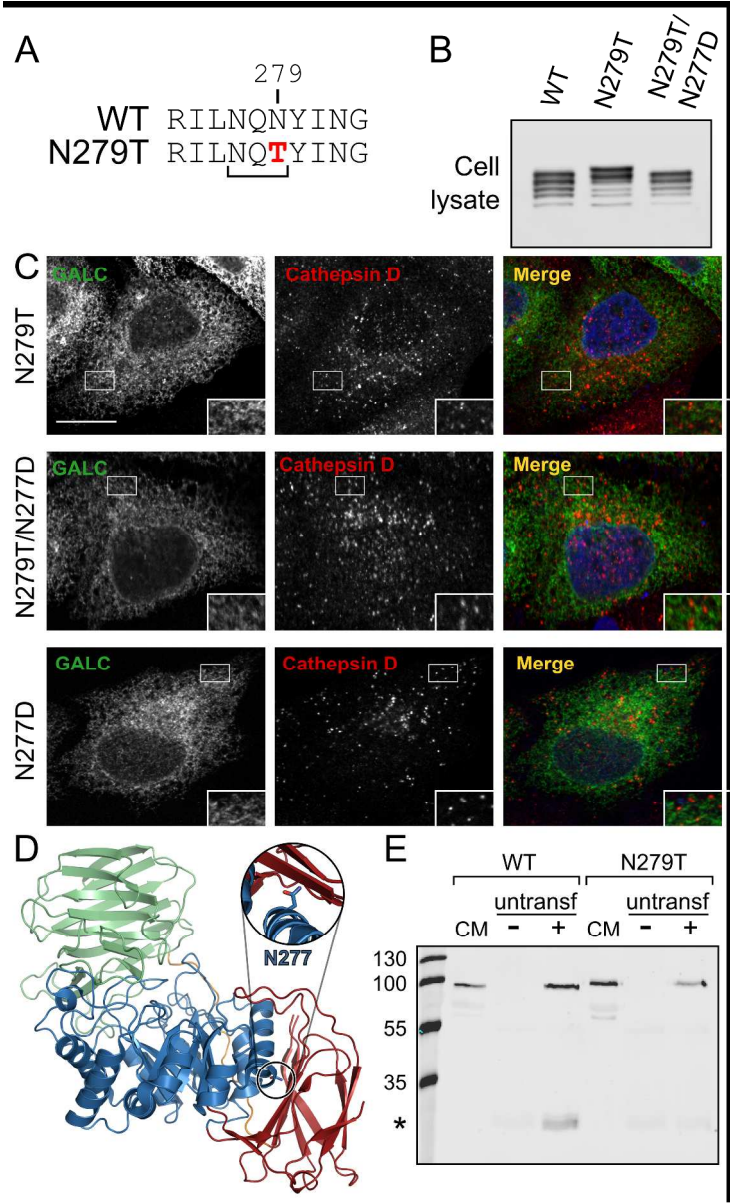 A
279
WT RILNQNYING
N279T RILNQTYING
B
WT N279T N279T/
N277D
Cell
lysate
C
GALC Cathepsin D Merge
N279T
GALC Cathepsin D Merge
N279T/N277D
GALC Cathepsin D Merge
N277D
D
N277
E
WT N279T
untransf untransf
CM - + CM - +
130
100
55
35
*